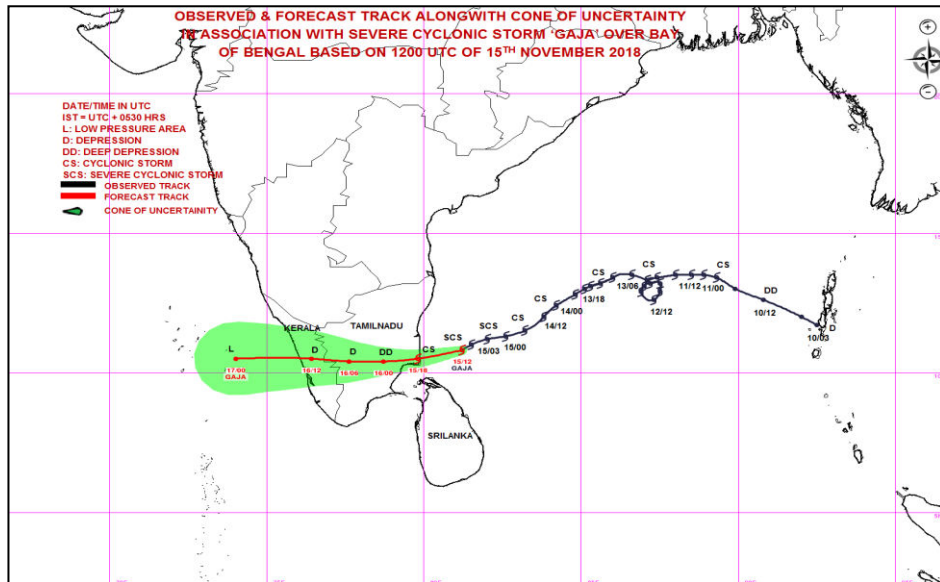 OBSERVED & FORECAST TRACK ALONGWITH CONE OF UNCERTAINTY
IN ASSOCIATION WITH SEVERE CYCLONIC STORM 'GAJA' OVER BAY
OF BENGAL BASED ON 1200 UTC OF 15TH NOVEMBER 2018
DATE/TIME IN UTC
IST = UTC + 0530 HRS
L: LOW PRESSURE AREA
D: DEPRESSION
DD: DEEP DEPRESSION
CS: CYCLONIC STORM
SCS: SEVERE CYCLONIC STORM
OBSERVED TRACK
FORECAST TRACK
CONE OF UNCERTAINITY
CS
CS
11/12
11/00
DD
10/12
D
10/03
13/06
12/12
CS
13/18
CS
14/00
14/12
CS
15/00
SCS
15/03
SCS
15/12
GAJA
KERALA
TAMILNADU
L
17/00
GAJA
D
16/12
D
16/06
DD
16/00
CS
15/18
SRILANKA